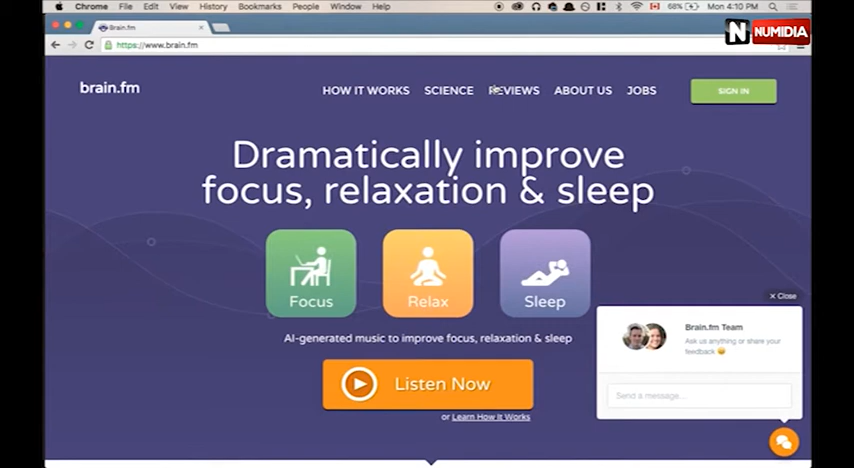 Chrome File Edit View History Bookmarks People Window Help
68% Mon 4:10 PM
N NUMIDIA
Brain.fm
https://www.brain.fm
brain.fm
HOW IT WORKS SCIENCE REVIEWS ABOUT US JOBS
SIGN IN
Dramatically improve
focus, relaxation & sleep
Focus Relax Sleep
AI-generated music to improve focus, relaxation & sleep
Listen Now
or Learn How It Works
× Close
Brain.fm Team
Ask us anything or share your
feedback
Send a message...